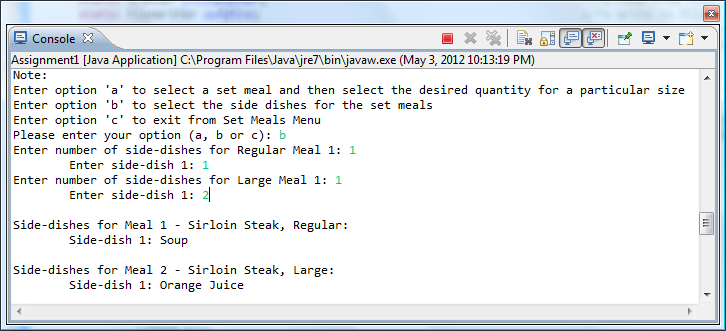 Console
Assignment1 [Java Application] C:\Program Files\Java\jre7\bin\javaw.exe (May 3, 2012 10:13:19 PM)
Note:
Enter option 'a' to select a set meal and then select the desired quantity for a particular size
Enter option 'b' to select the side dishes for the set meals
Enter option 'c' to exit from Set Meals Menu
Please enter your option (a, b or c): b
Enter number of side-dishes for Regular Meal 1: 1
Enter side-dish 1: 1
Enter number of side-dishes for Large Meal 1: 1
Enter side-dish 1: 2
Side-dishes for Meal 1 - Sirloin Steak, Regular:
Side-dish 1: Soup
Side-dishes for Meal 2 - Sirloin Steak, Large:
Side-dish 1: Orange Juice